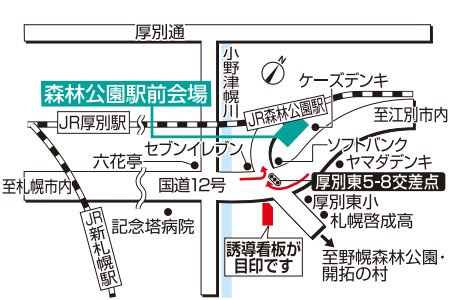 厚別通
小野津幌川
ケーズデンキ
森林公園駅前会場
JR森林公園駅
至江別市内
JR厚別駅
セブンイレブン
ソフトバンク
六花亭
ヤマダデンキ
至札幌市内
国道12号
厚別東5-8交差点
厚別東小
札幌啓成高
記念塔病院
JR新札幌駅
誘導看板が
目印です
至野幌森林公園・
開拓の村